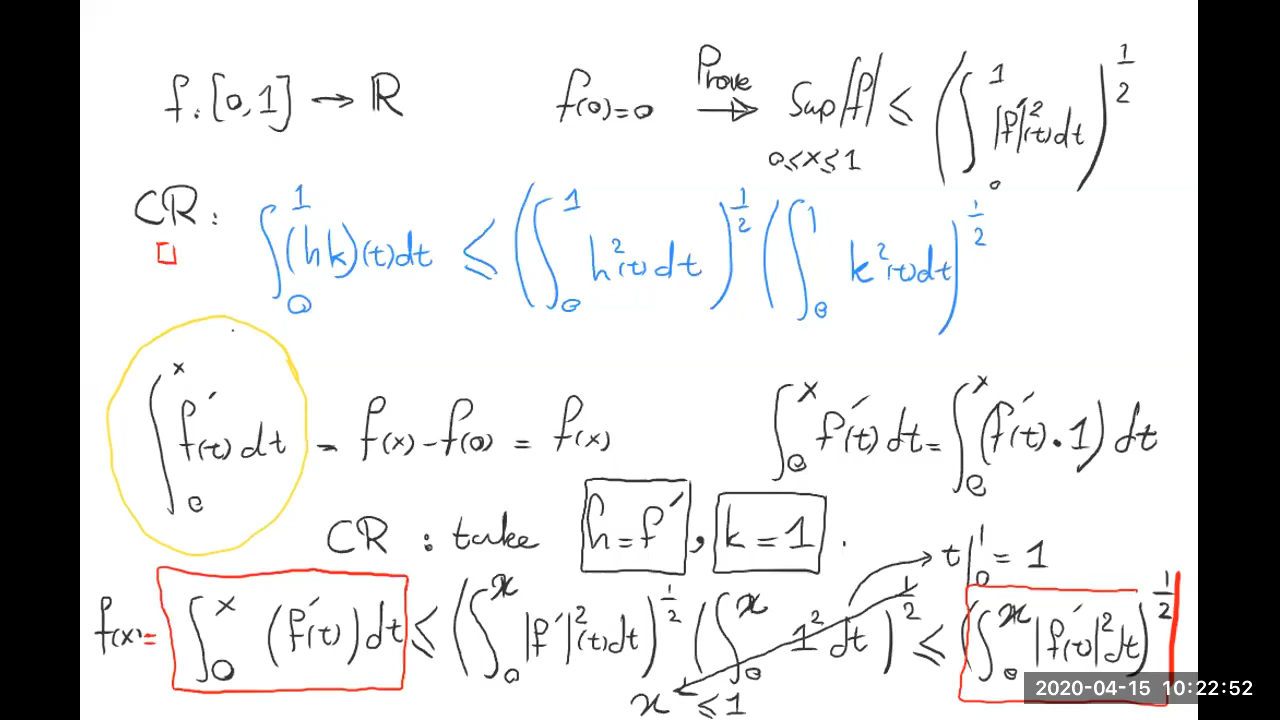 f: [0,1] → ℝ f(0)=0 Prove → Sup|f| ≤ (∫₀¹ |f′|²(t)dt)^{1/2}
0≤x≤1
CR: ∫₀¹ (hk)(t)dt ≤ (∫₀¹ h²(t)dt)^{1/2} (∫₀¹ k²(t)dt)^{1/2}
∫₀ˣ f′(t)dt = f(x)-f(0) = f(x) ∫₀ˣ f′(t)dt = ∫₀ˣ (f′(t).1)dt
CR: take h=f′, k=1.
t|₀¹ = 1
f(x)= ∫₀ˣ (f′(t))dt ≤ (∫₀ˣ |f′|²(t)dt)^{1/2} (∫₀ˣ 1² dt)^{1/2} ≤ (∫₀ˣ |f′(t)|²dt)^{1/2}
x ≤ 1
2020-04-15 10:22:52